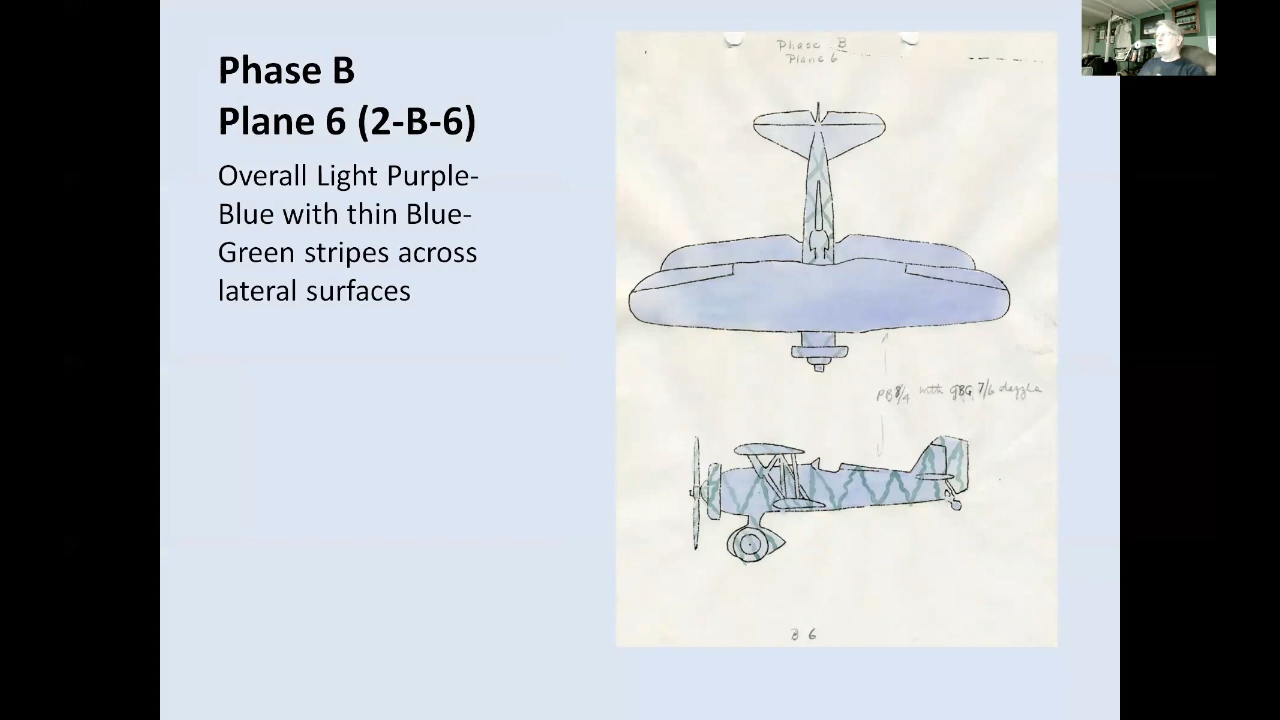 Phase B
Plane 6 (2-B-6)
Overall Light Purple-
Blue with thin Blue-
Green stripes across
lateral surfaces
Phase B
Plane 6
PB 8/4 with gBG 7/6 dazzle
B 6